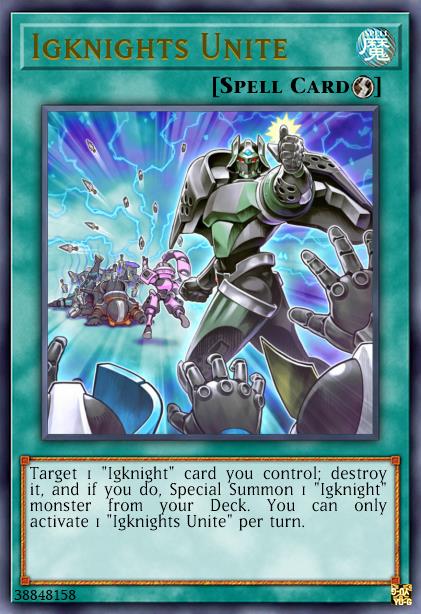 Igknights Unite
SPELL
魔
[Spell Card]
Target 1 "Igknight" card you control; destroy
it, and if you do, Special Summon 1 "Igknight"
monster from your Deck. You can only
activate 1 "Igknights Unite" per turn.
38848158